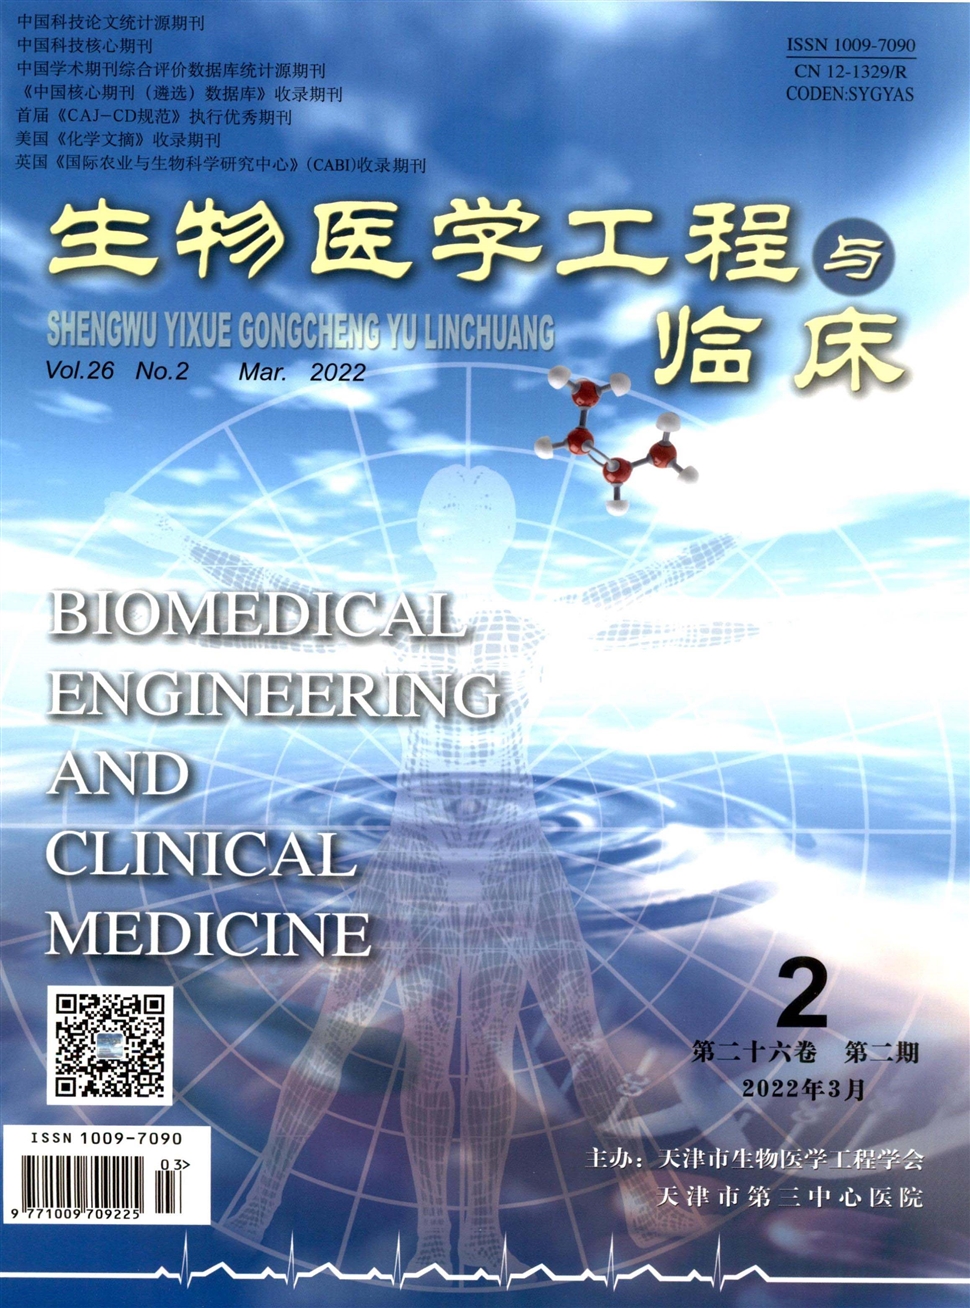 中国科技论文统计源期刊
中国科技核心期刊
中国学术期刊综合评价数据库统计源期刊
《中国核心期刊（遴选）数据库》收录期刊
首届《CAJ-CD规范》执行优秀期刊
美国《化学文摘》收录期刊
英国《国际农业与生物科学研究中心》(CABI)收录期刊
ISSN 1009-7090
CN 12-1329/R
CODEN:SYGYAS
生物医学工程与
临床
SHENGWU YIXUE GONGCHENG YU LINCHUANG
Vol.26 No.2 Mar. 2022
BIOMEDICAL
ENGINEERING
AND
CLINICAL
MEDICINE
2
第二十六卷 第二期
2022年3月
主办：天津市生物医学工程学会
天津市第三中心医院
ISSN 1009-7090
03>
9 771009 709225